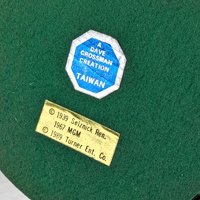 A
DAVE
GROSSMAN
CREATION
TAIWAN
© 1939 Selznick Ren.
1967 MGM
© 1989 Turner Ent. Co.